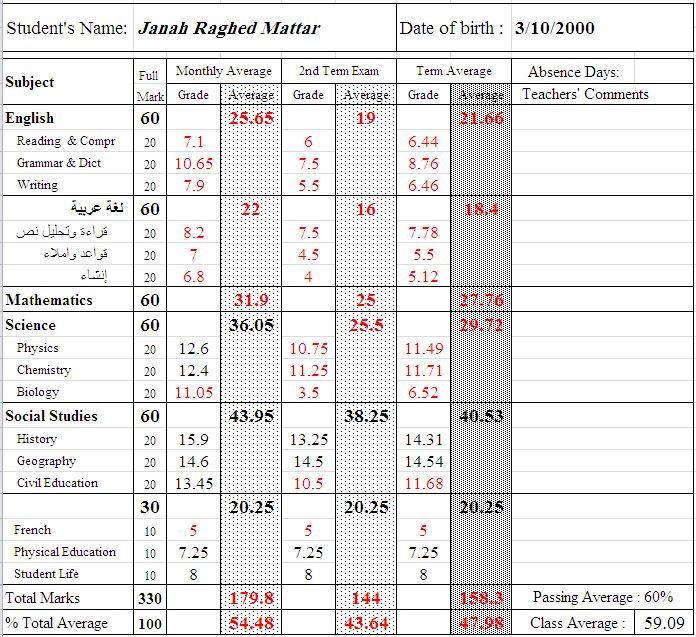 Student's Name: Janah Raghed Mattar Date of birth : 3/10/2000
Subject Full Mark Monthly Average 2nd Term Exam Term Average Absence Days:
Grade Average Grade Average Grade Average Teachers' Comments
English 60 25.65 19 21.66
Reading & Compr 20 7.1 6 6.44
Grammar & Dict 20 10.65 7.5 8.76
Writing 20 7.9 5.5 6.46
لغة عربية 60 22 16 18.4
قراءة وتحليل نص 20 8.2 7.5 7.78
قواعد واملاء 20 7 4.5 5.5
إنشاء 20 6.8 4 5.12
Mathematics 60 31.9 25 27.76
Science 60 36.05 25.5 29.72
Physics 20 12.6 10.75 11.49
Chemistry 20 12.4 11.25 11.71
Biology 20 11.05 3.5 6.52
Social Studies 60 43.95 38.25 40.53
History 20 15.9 13.25 14.31
Geography 20 14.6 14.5 14.54
Civil Education 20 13.45 10.5 11.68
30 20.25 20.25 20.25
French 10 5 5 5
Physical Education 10 7.25 7.25 7.25
Student Life 10 8 8 8
Total Marks 330 179.8 144 158.3 Passing Average : 60%
% Total Average 100 54.48 43.64 47.98 Class Average : 59.09